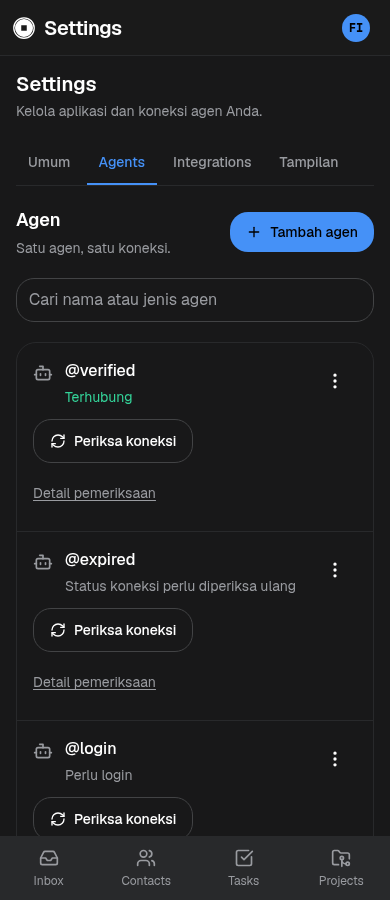 Settings
FI
Settings
Kelola aplikasi dan koneksi agen Anda.
Umum
Agents
Integrations
Tampilan
Agen
Satu agen, satu koneksi.
Tambah agen
Cari nama atau jenis agen
@verified
Terhubung
Periksa koneksi
Detail pemeriksaan
@expired
Status koneksi perlu diperiksa ulang
Periksa koneksi
Detail pemeriksaan
@login
Perlu login
Periksa koneksi
Inbox
Contacts
Tasks
Projects